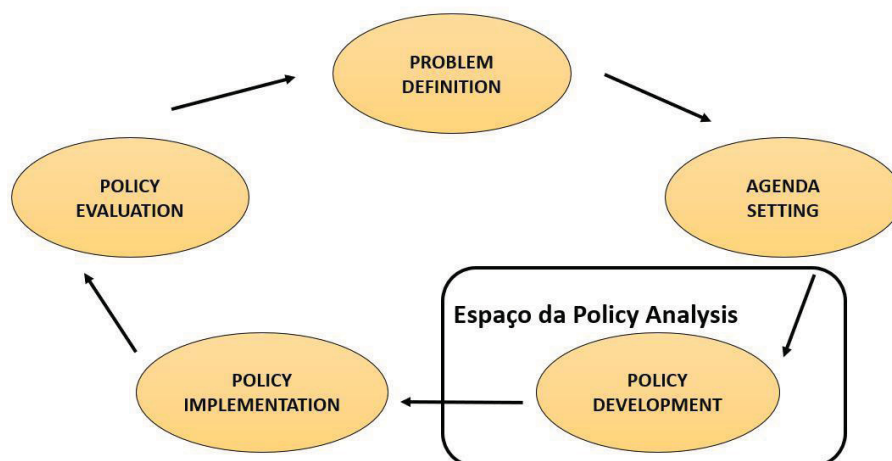 PROBLEM
DEFINITION
AGENDA
SETTING
Espaço da Policy Analysis
POLICY
DEVELOPMENT
POLICY
IMPLEMENTATION
POLICY
EVALUATION